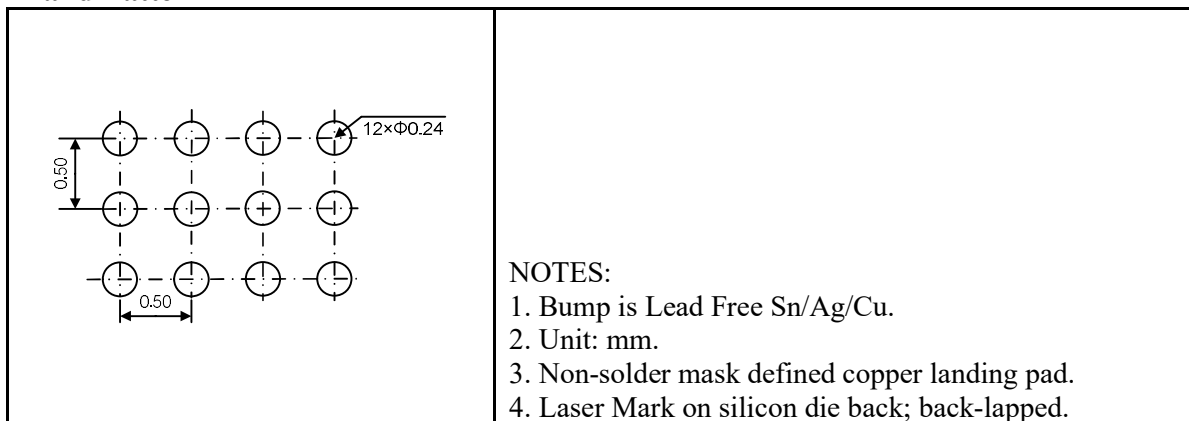 12×Φ0.24
0.50
0.50
NOTES:
1. Bump is Lead Free Sn/Ag/Cu.
2. Unit: mm.
3. Non-solder mask defined copper landing pad.
4. Laser Mark on silicon die back; back-lapped.